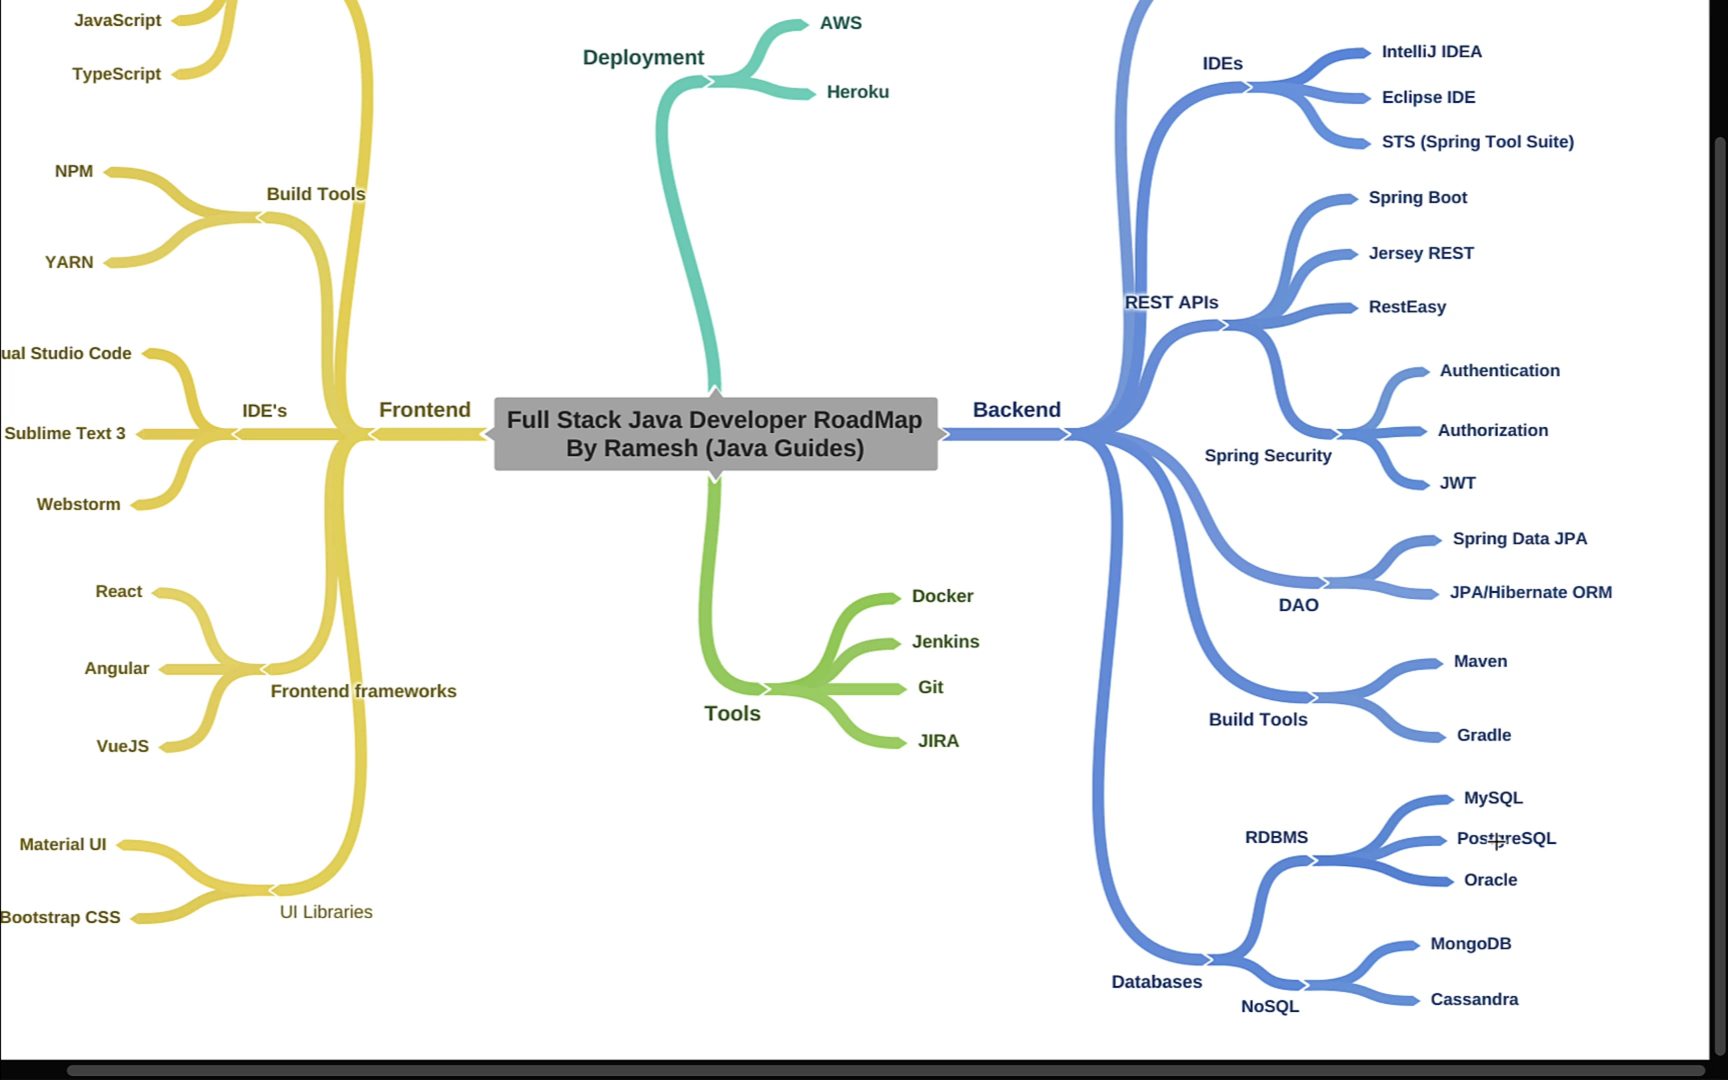 JavaScript
TypeScript
Build Tools
NPM
YARN
ual Studio Code
IDE's
Sublime Text 3
Webstorm
Frontend
React
Angular
Frontend frameworks
VueJS
Material UI
UI Libraries
Bootstrap CSS
Deployment
AWS
Heroku
Full Stack Java Developer RoadMap
By Ramesh (Java Guides)
Docker
Jenkins
Git
Tools
JIRA
Backend
IDEs
IntelliJ IDEA
Eclipse IDE
STS (Spring Tool Suite)
REST APIs
Spring Boot
Jersey REST
RestEasy
Spring Security
Authentication
Authorization
JWT
DAO
Spring Data JPA
JPA/Hibernate ORM
Build Tools
Maven
Gradle
Databases
RDBMS
MySQL
PostgreSQL
Oracle
NoSQL
MongoDB
Cassandra